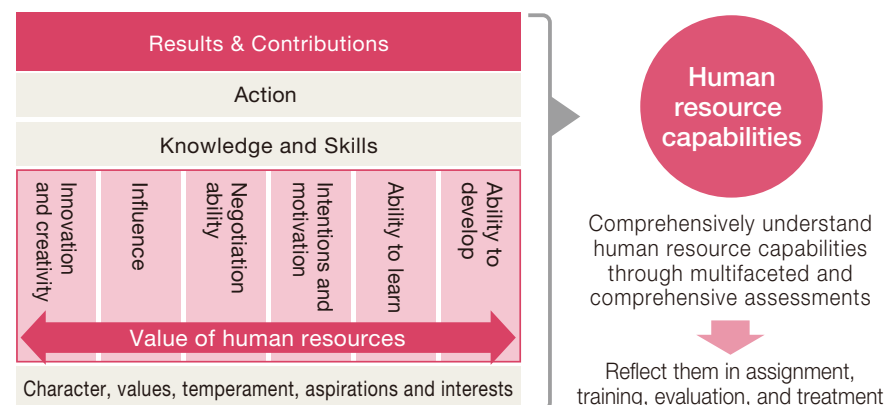 Results & Contributions
Action
Knowledge and Skills
Innovation
and creativity
Influence
Negotiation
ability
Intentions and
motivation
Ability to learn
Ability to
develop
Value of human resources
Character, values, temperament, aspirations and interests
Human
resource
capabilities
Comprehensively understand
human resource capabilities
through multifaceted and
comprehensive assessments
Reflect them in assignment,
training, evaluation, and treatment